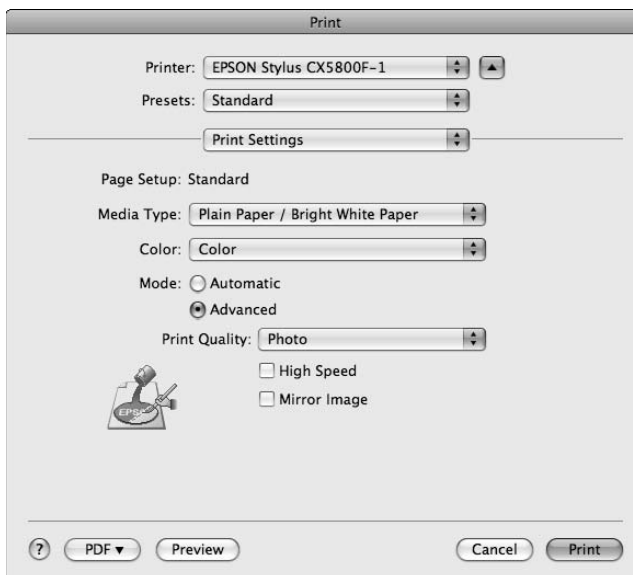 Print
Printer: EPSON Stylus CX5800F-1
Presets: Standard
Print Settings
Page Setup: Standard
Media Type: Plain Paper / Bright White Paper
Color: Color
Mode: Automatic
Advanced
Print Quality: Photo
High Speed
Mirror Image
EPSO
? PDF ▼ Preview Cancel Print